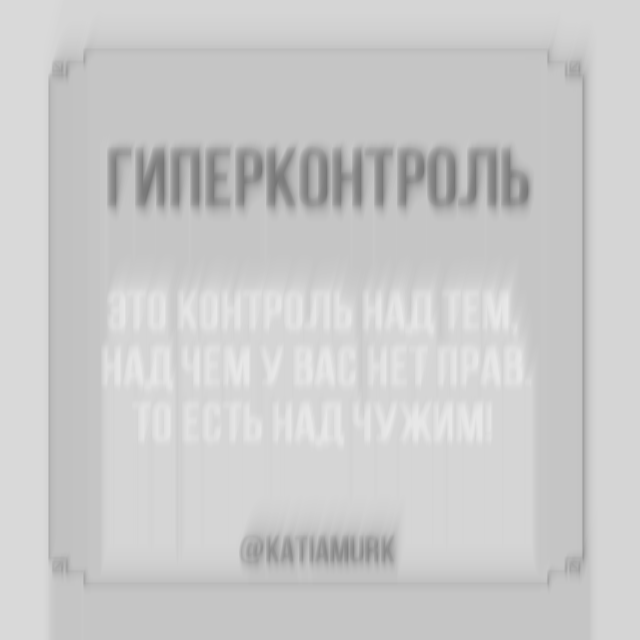 ГИПЕРКОНТРОЛЬ
ЭТО КОНТРОЛЬ НАД ТЕМ,
НАД ЧЕМ У ВАС НЕТ ПРАВ.
ТО ЕСТЬ НАД ЧУЖИМ!
@KATIAMURK